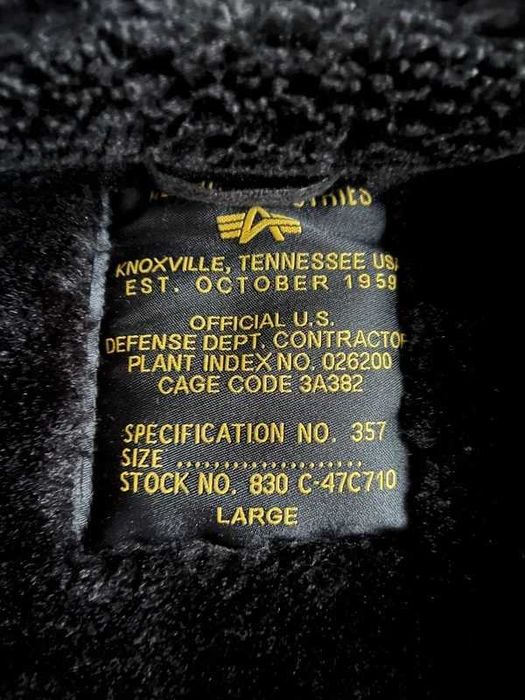 KNOXVILLE, TENNESSEE USA
EST. OCTOBER 1959
OFFICIAL U.S.
DEFENSE DEPT. CONTRACTOR
PLANT INDEX NO. 026200
CAGE CODE 3A382
SPECIFICATION NO. 357
SIZE ....................
STOCK NO. 830 C-47C710
LARGE